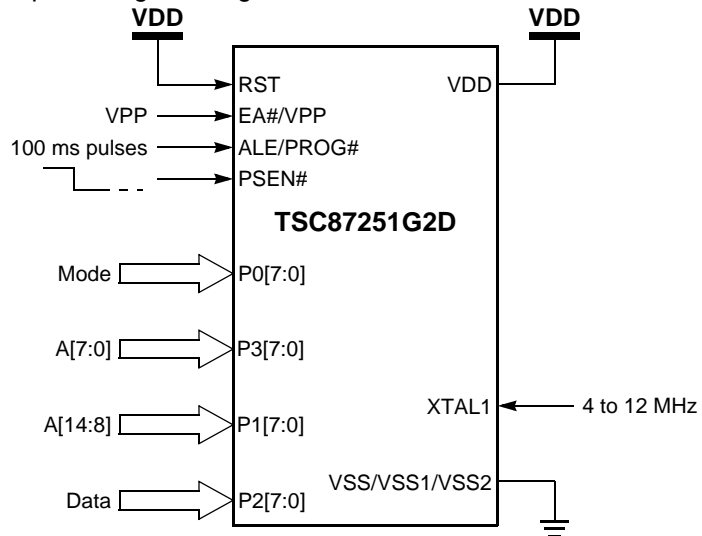 VDD
VDD
RST
VDD
VPP
EA#/VPP
100 ms pulses
ALE/PROG#
PSEN#
TSC87251G2D
Mode
P0[7:0]
A[7:0]
P3[7:0]
A[14:8]
P1[7:0]
XTAL1
4 to 12 MHz
Data
P2[7:0]
VSS/VSS1/VSS2